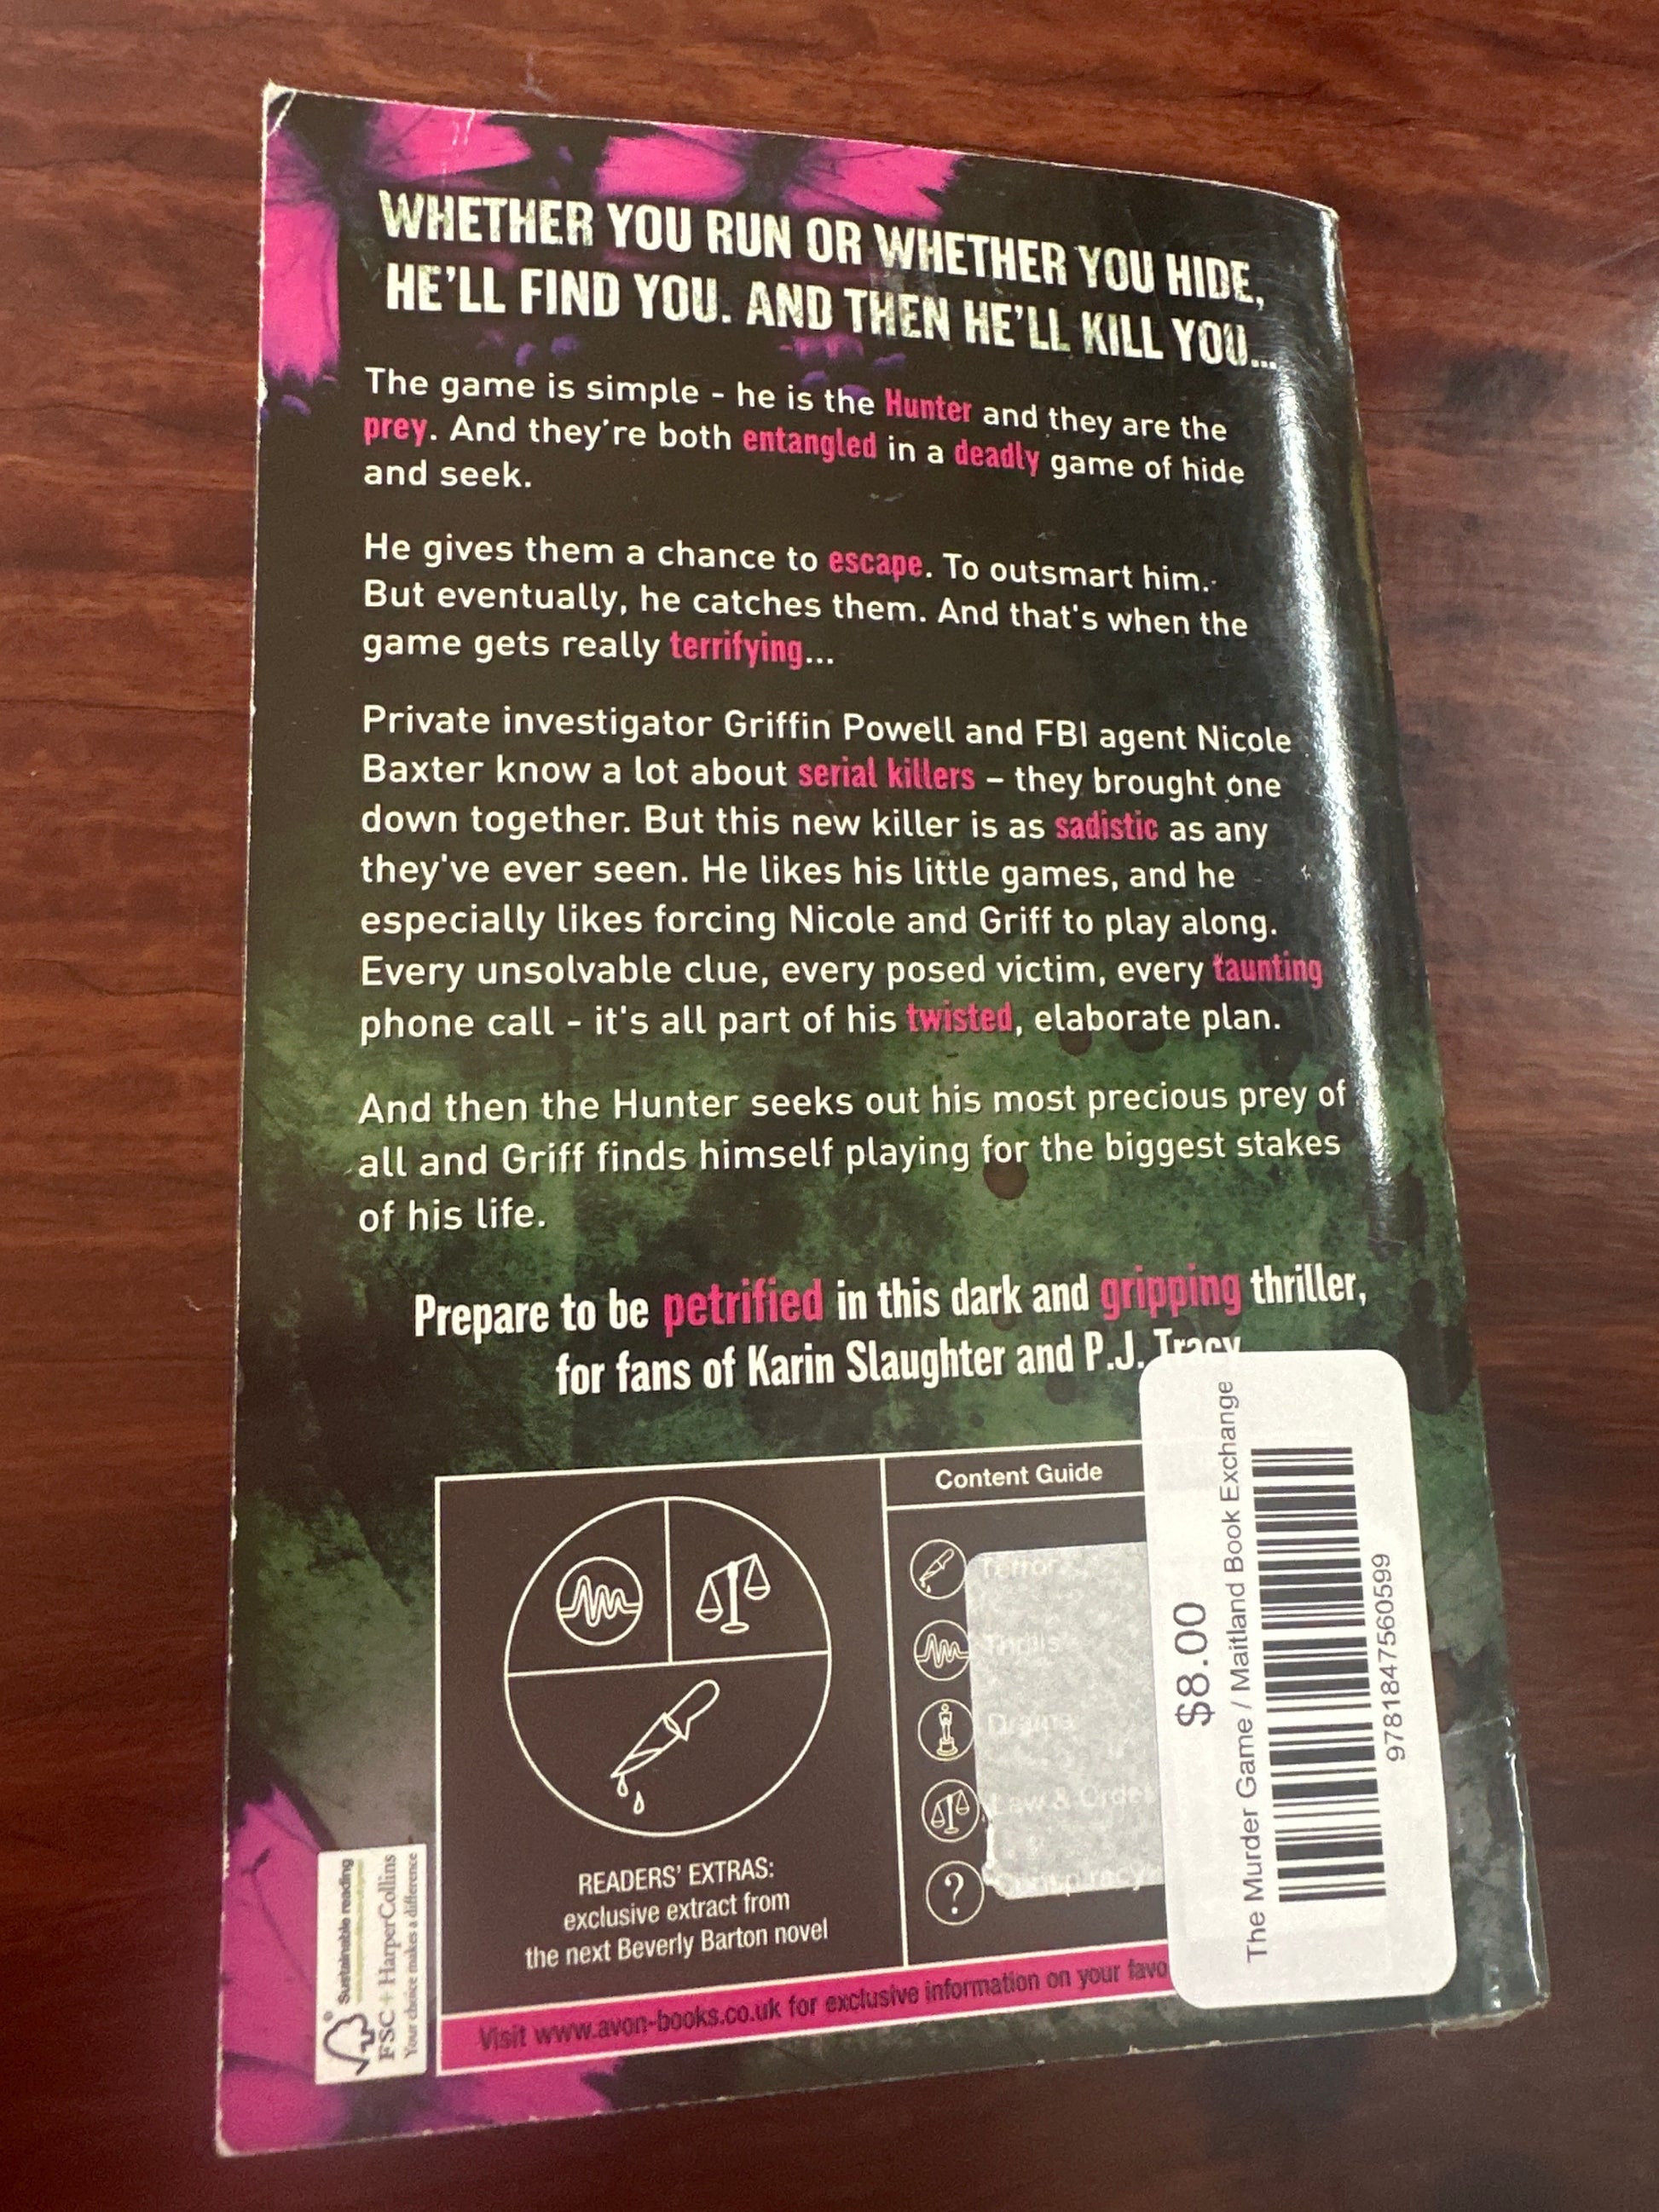 WHETHER YOU RUN OR WHETHER YOU HIDE,
HE'LL FIND YOU. AND THEN HE'LL KILL YOU...
The game is simple - he is the Hunter and they are the
prey. And they're both entangled in a deadly game of hide
and seek.
He gives them a chance to escape. To outsmart him.
But eventually, he catches them. And that's when the
game gets really terrifying...
Private investigator Griffin Powell and FBI agent Nicole
Baxter know a lot about serial killers – they brought one
down together. But this new killer is as sadistic as any
they've ever seen. He likes his little games, and he
especially likes forcing Nicole and Griff to play along.
Every unsolvable clue, every posed victim, every taunting
phone call - it's all part of his twisted, elaborate plan.
And then the Hunter seeks out his most precious prey of
all and Griff finds himself playing for the biggest stakes
of his life.
Prepare to be petrified in this dark and gripping thriller,
for fans of Karin Slaughter and P.J. Tracy
Content Guide
Terror
Thrills
Drama
Law & Order
?
Conspiracy
READERS' EXTRAS:
exclusive extract from
the next Beverly Barton novel
Visit www.avon-books.co.uk for exclusive information on your favo
Sustainable reading
FSC + HarperCollins
Your choice makes a difference
$8.00
The Murder Game / Maitland Book Exchange
9781847560599